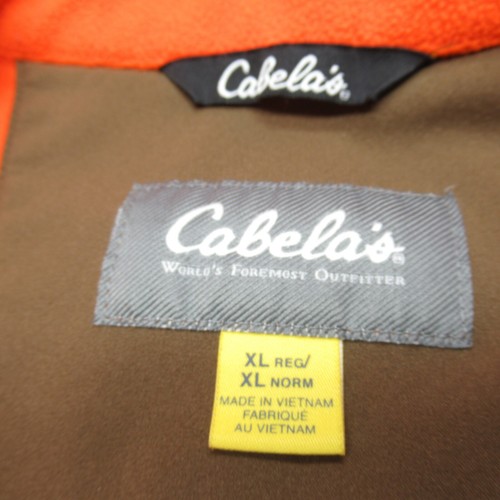 Cabela's
Cabela's
WORLD'S FOREMOST OUTFITTER
XL REG/
XL NORM
MADE IN VIETNAM
FABRIQUÉ
AU VIETNAM